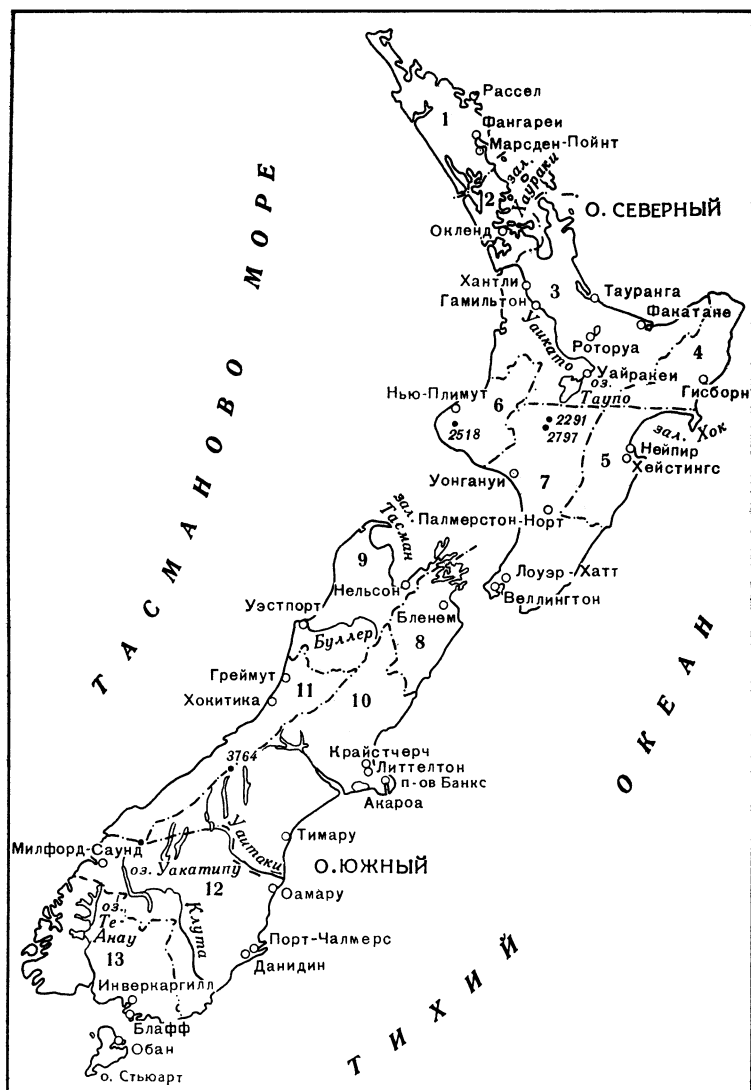 Рассел
1
Фангареи
Марсден-Пойнт
зал. Хаураки
2
О. СЕВЕРНЫЙ
Окленд
Хантли
3
Тауранга
Гамильтон
Факатане
Уаикато
Роторуа
4
Уайракеи
оз. Таупо
Гисборн
Нью-Плимут
6
2291
2518
2797
зал. Хок
Нейпир
5
Хейстингс
Уонгануи
7
Палмерстон-Норт
зал. Тасман
9
Нельсон
Лоуэр-Хатт
Веллингтон
Уэстпорт
Бленем
Буллер
8
Греймут
11
10
Хокитика
3764
Крайстчерч
Литтелтон
п-ов Банкс
Акароа
Уаитаки
Тимару
Милфорд-Саунд
оз. Уакатипу
О. ЮЖНЫЙ
12
Оамару
оз. Те-Анау
Клута
13
Порт-Чалмерс
Данидин
Инверкаргилл
Блафф
Обан
о. Стьюарт
ТАСМАНОВО МОРЕ
ТИХИЙ ОКЕАН